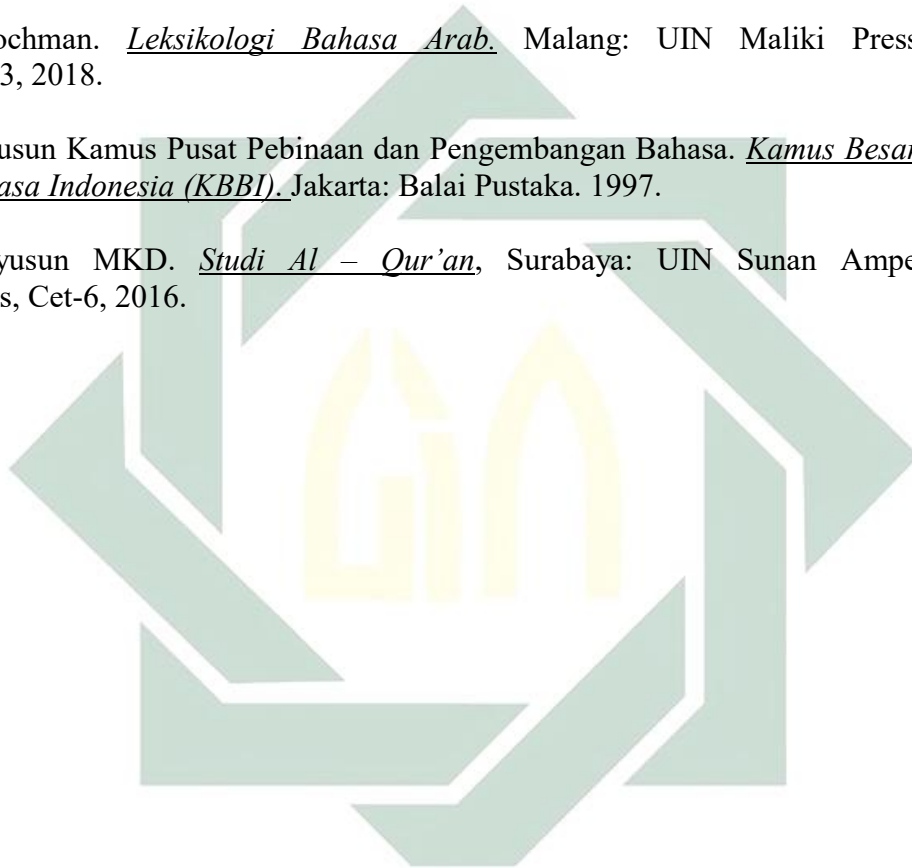 ochman. Leksikologi Bahasa Arab. Malang: UIN Maliki Press
3, 2018.
usun Kamus Pusat Pebinaan dan Pengembangan Bahasa. Kamus Besar
asa Indonesia (KBBI). Jakarta: Balai Pustaka. 1997.
yusun MKD. Studi Al – Qur’an, Surabaya: UIN Sunan Ampe
s, Cet-6, 2016.